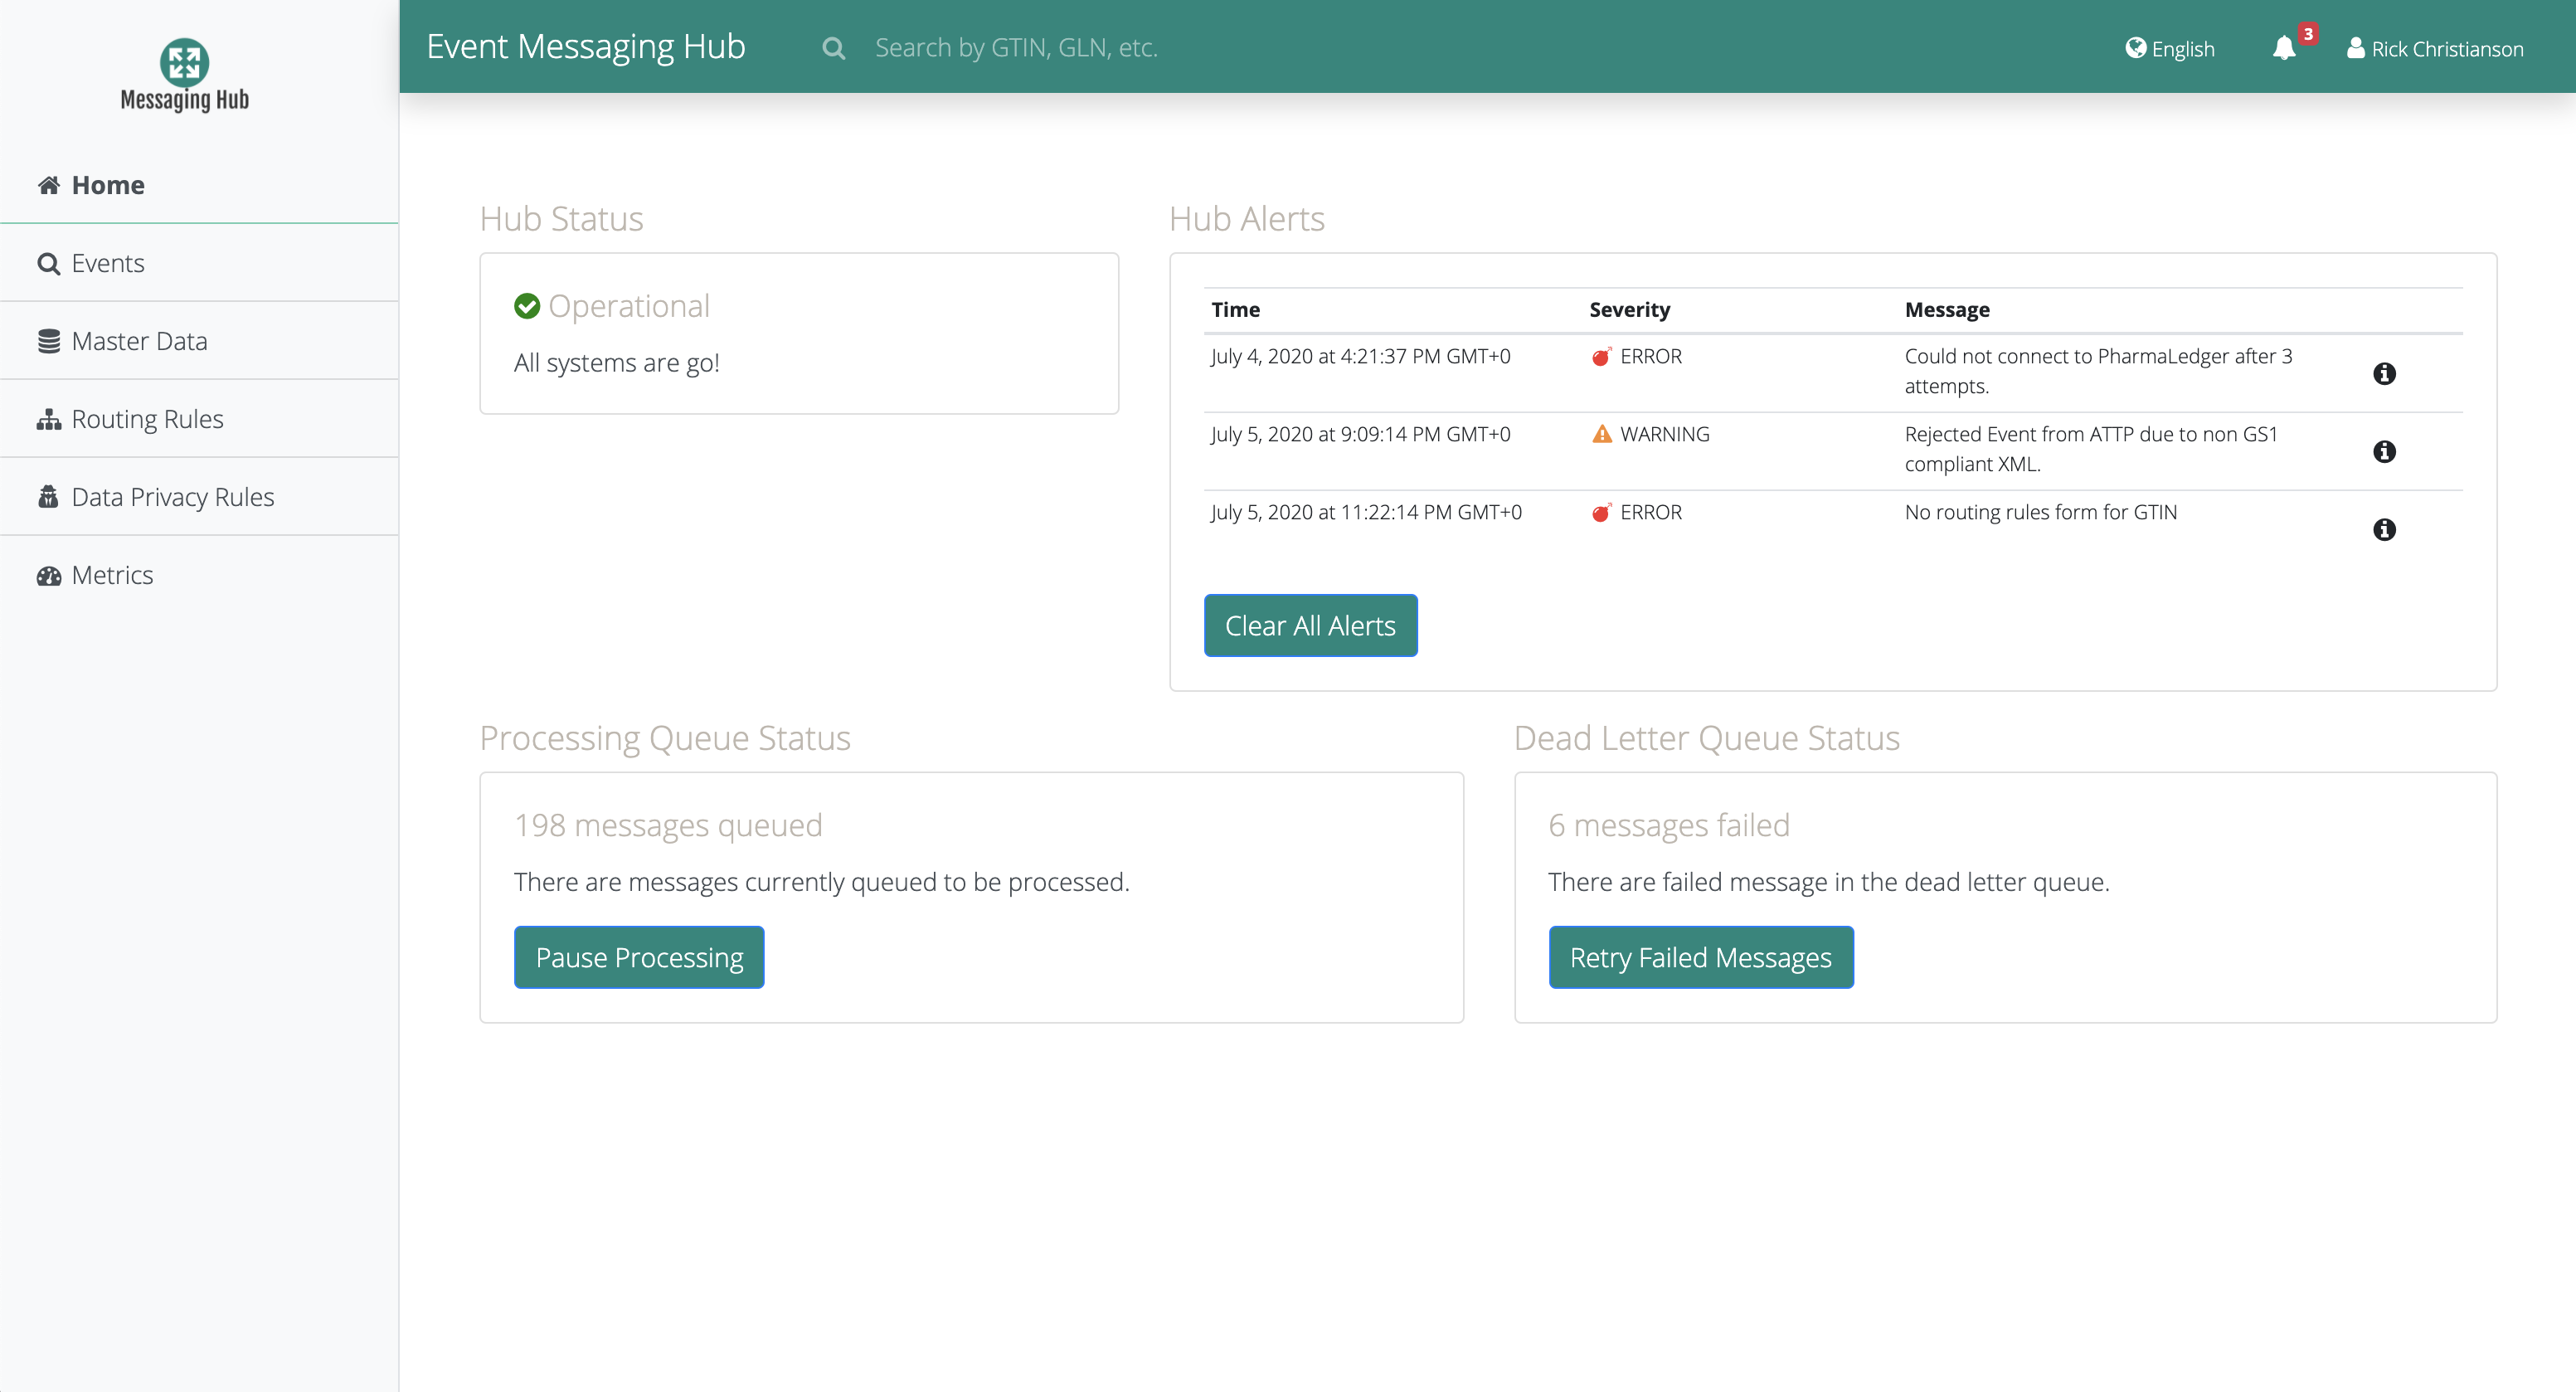 Messaging Hub
Event Messaging Hub
Search by GTIN, GLN, etc.
English
3
Rick Christianson
Home
Events
Master Data
Routing Rules
Data Privacy Rules
Metrics
Hub Status
Operational
All systems are go!
Hub Alerts
Time Severity Message
July 4, 2020 at 4:21:37 PM GMT+0 ERROR Could not connect to PharmaLedger after 3
attempts.
July 5, 2020 at 9:09:14 PM GMT+0 WARNING Rejected Event from ATTP due to non GS1
compliant XML.
July 5, 2020 at 11:22:14 PM GMT+0 ERROR No routing rules form for GTIN
Clear All Alerts
Processing Queue Status
198 messages queued
There are messages currently queued to be processed.
Pause Processing
Dead Letter Queue Status
6 messages failed
There are failed message in the dead letter queue.
Retry Failed Messages